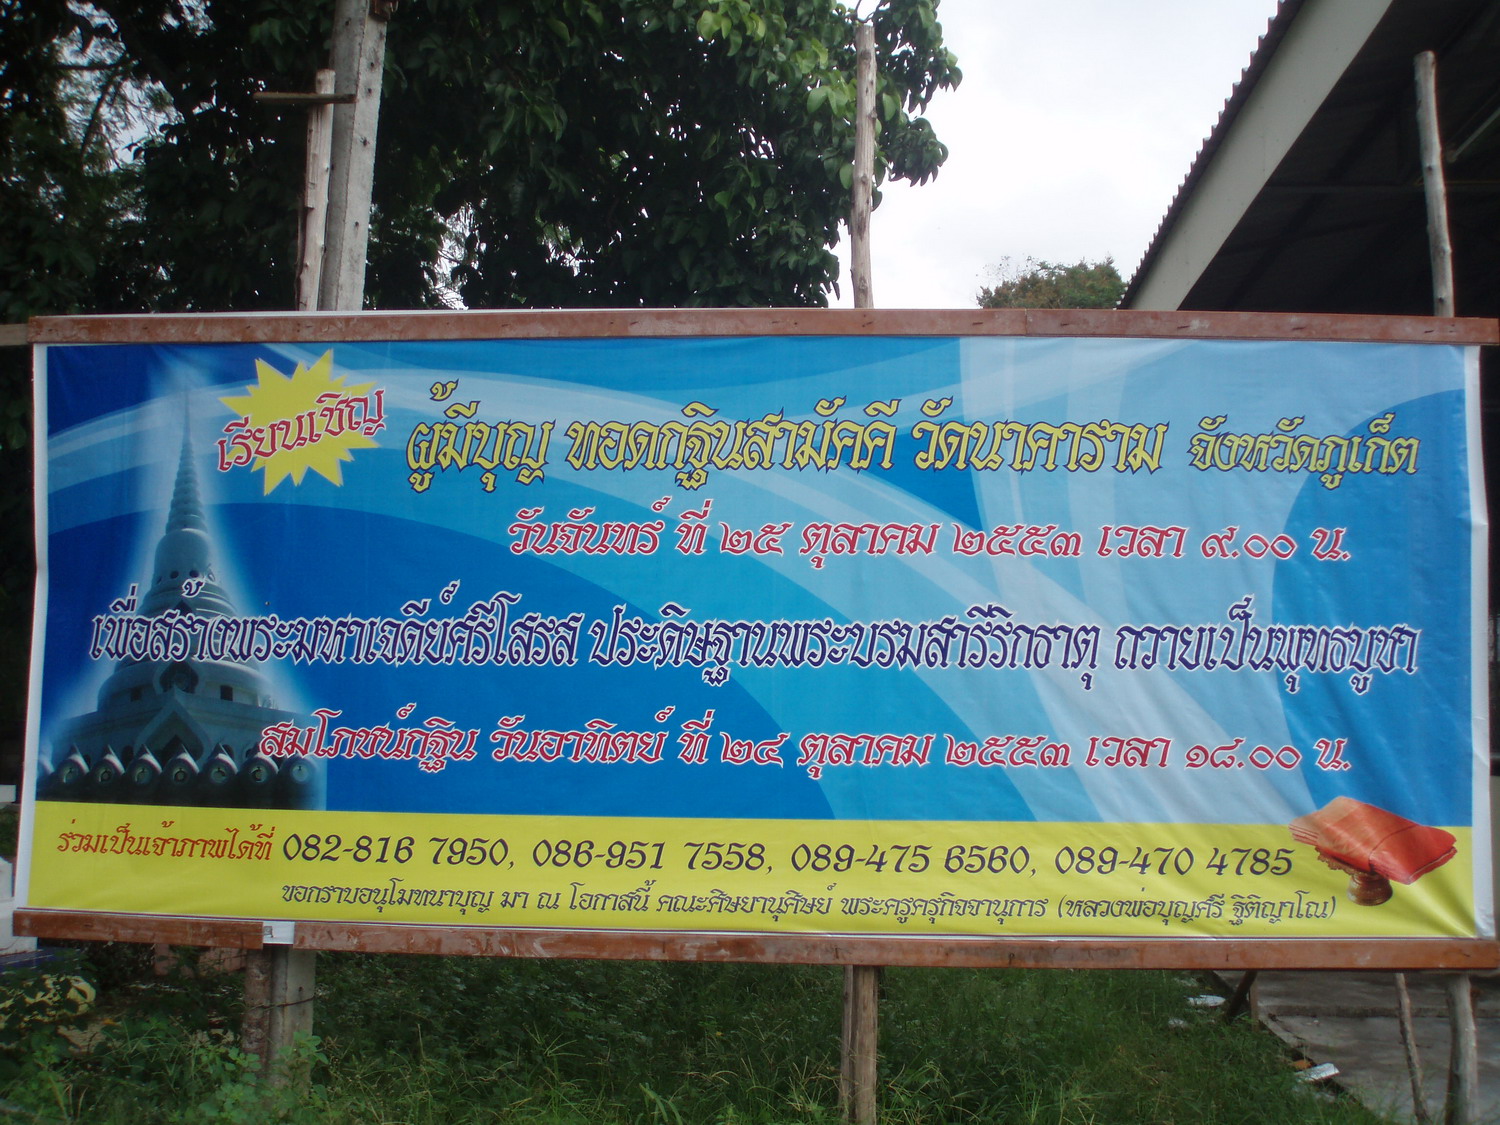 เรียนเชิญ
ผู้มีบุญ ทอดกฐินสามัคคี วัดนาคาราม จังหวัดภูเก็ต
วันจันทร์ ที่ ๒๕ ตุลาคม ๒๕๕๓ เวลา ๙.๐๐ น.
เพื่อสร้างพระมหาเจดีย์ศรีโสรส ประดิษฐานพระบรมสารีริกธาตุ ถวายเป็นพุทธบูชา
สมโภชน์กฐิน วันอาทิตย์ ที่ ๒๔ ตุลาคม ๒๕๕๓ เวลา ๑๘.๐๐ น.
ร่วมเป็นเจ้าภาพได้ที่ 082-816 7950, 086-951 7558, 089-475 6560, 089-470 4785
ขอกราบอนุโมทนาบุญ มา ณ โอกาสนี้ คณะศิษยานุศิษย์ พระครูครุกิจจานุการ (หลวงพ่อบุญศรี ฐิติญาโณ)